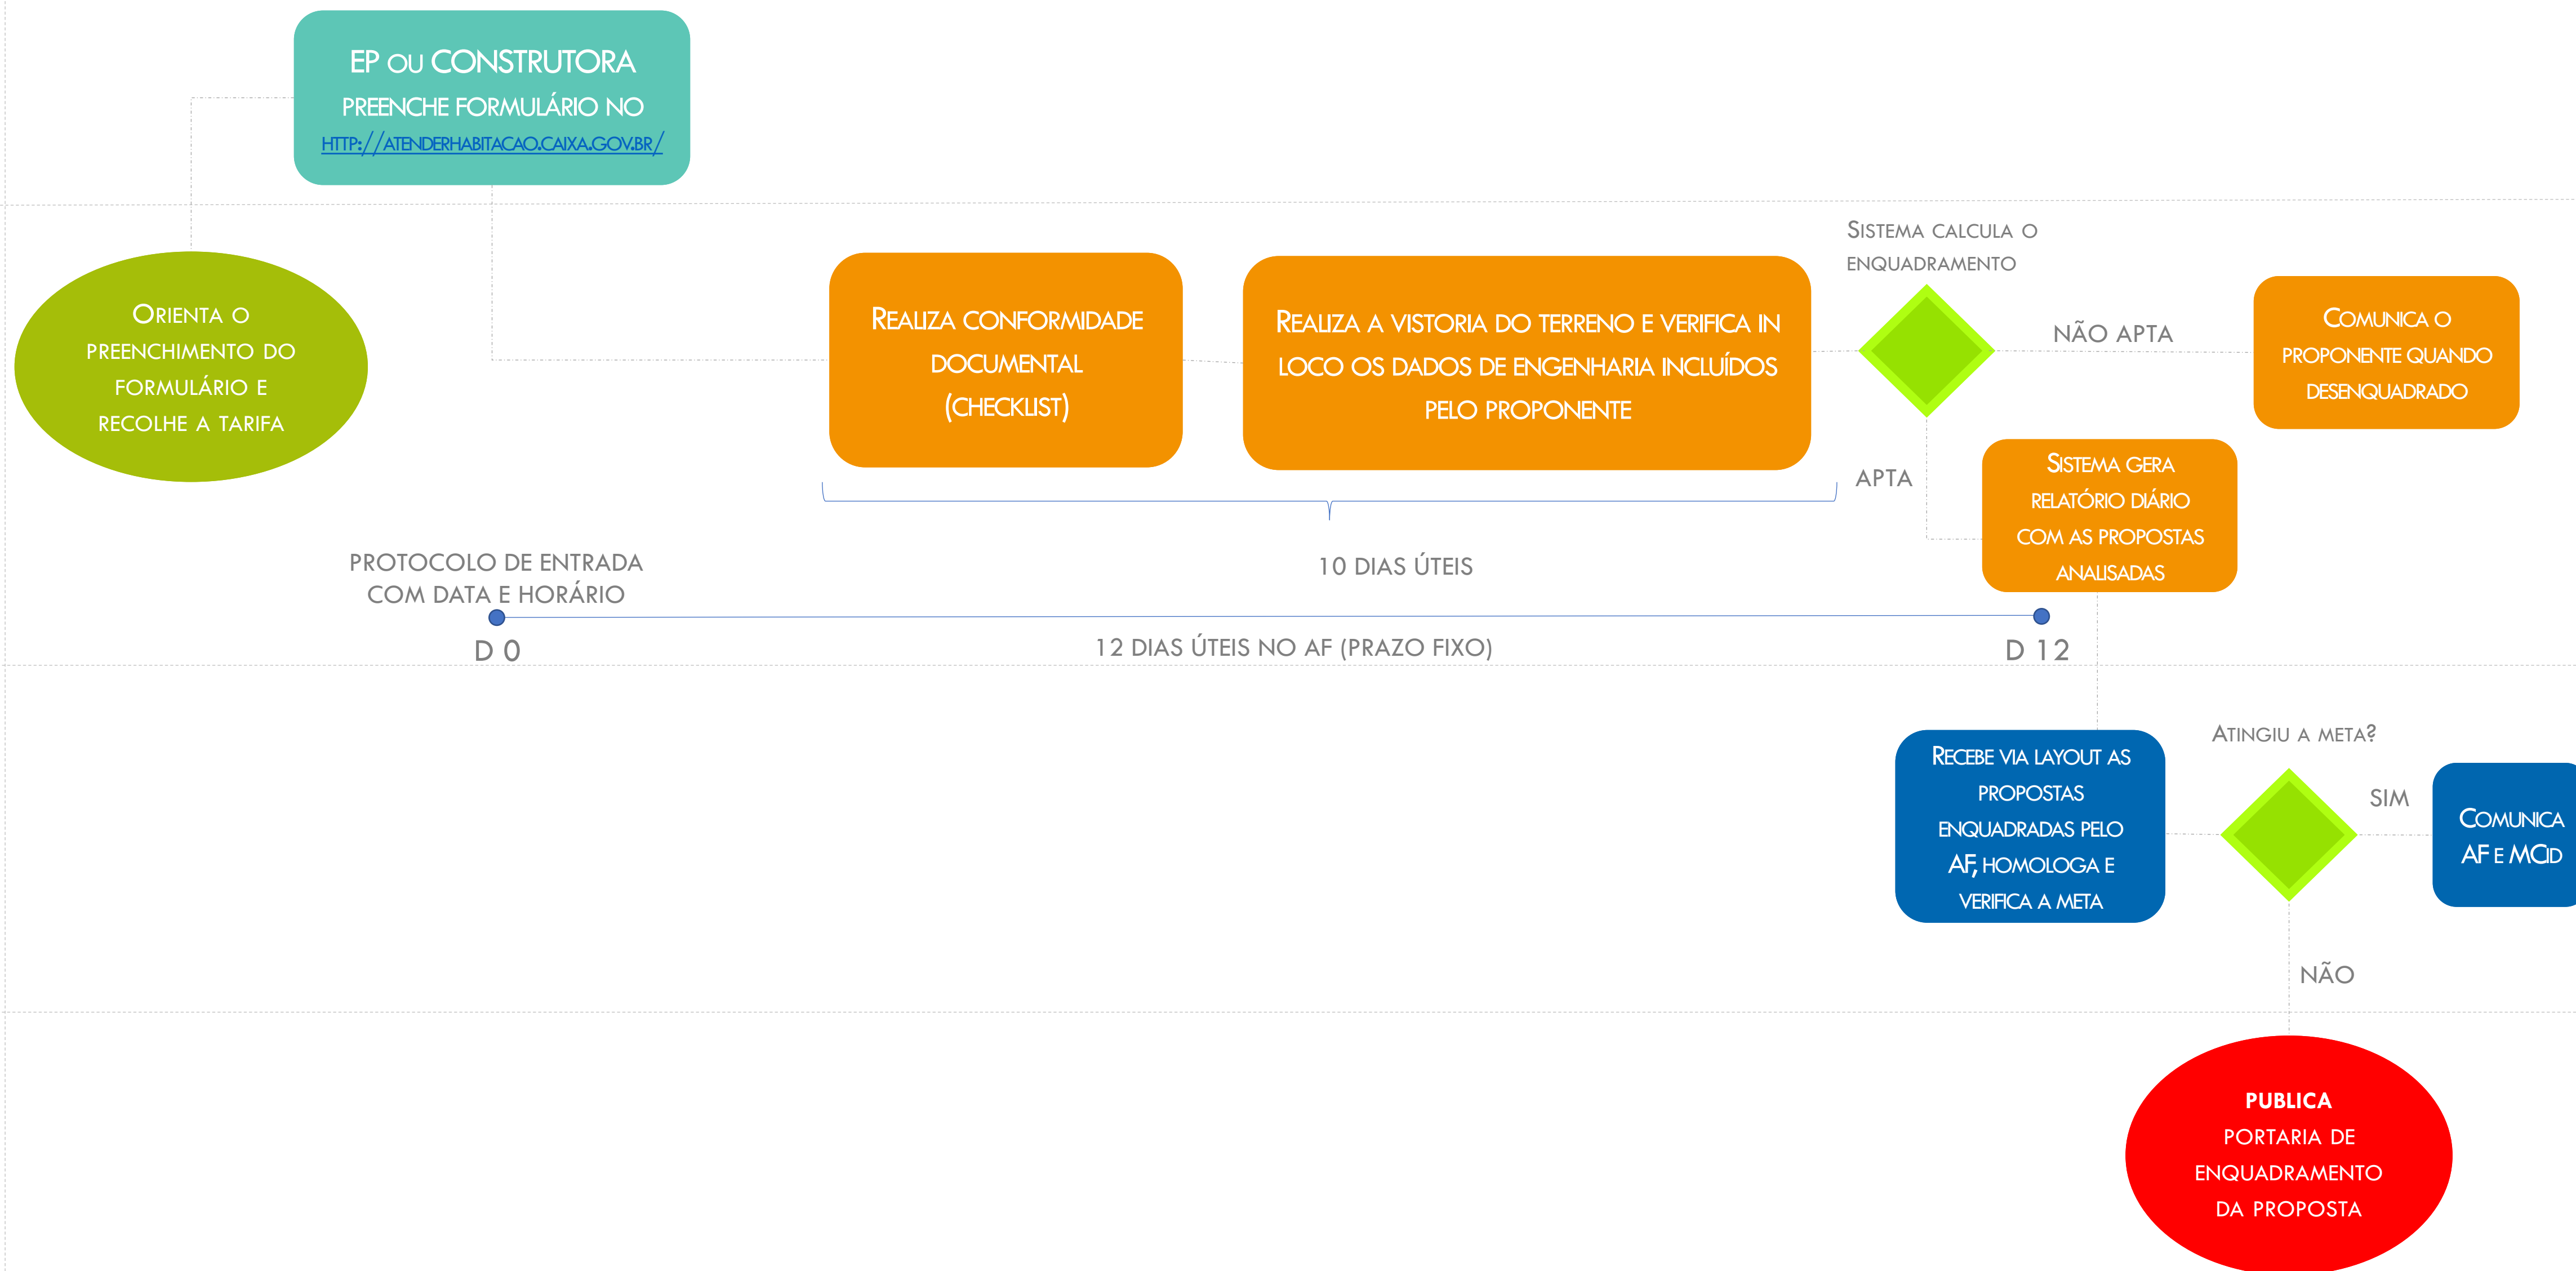 EP OU CONSTRUTORA
PREENCHE FORMULÁRIO NO
HTTP://ATENDERHABITACAO.CAIXA.GOV.BR/
ORIENTA O
PREENCHIMENTO DO
FORMULÁRIO E
RECOLHE A TARIFA
REALIZA CONFORMIDADE
DOCUMENTAL
(CHECKLIST)
REALIZA A VISTORIA DO TERRENO E VERIFICA IN
LOCO OS DADOS DE ENGENHARIA INCLUÍDOS
PELO PROPONENTE
SISTEMA CALCULA O
ENQUADRAMENTO
NÃO APTA
COMUNICA O
PROPONENTE QUANDO
DESENQUADRADO
APTA
SISTEMA GERA
RELATÓRIO DIÁRIO
COM AS PROPOSTAS
ANALISADAS
PROTOCOLO DE ENTRADA
COM DATA E HORÁRIO
10 DIAS ÚTEIS
D 0
12 DIAS ÚTEIS NO AF (PRAZO FIXO)
D 12
RECEBE VIA LAYOUT AS
PROPOSTAS
ENQUADRADAS PELO
AF, HOMOLOGA E
VERIFICA A META
ATINGIU A META?
SIM
COMUNICA
AF E MCID
NÃO
PUBLICA
PORTARIA DE
ENQUADRAMENTO
DA PROPOSTA